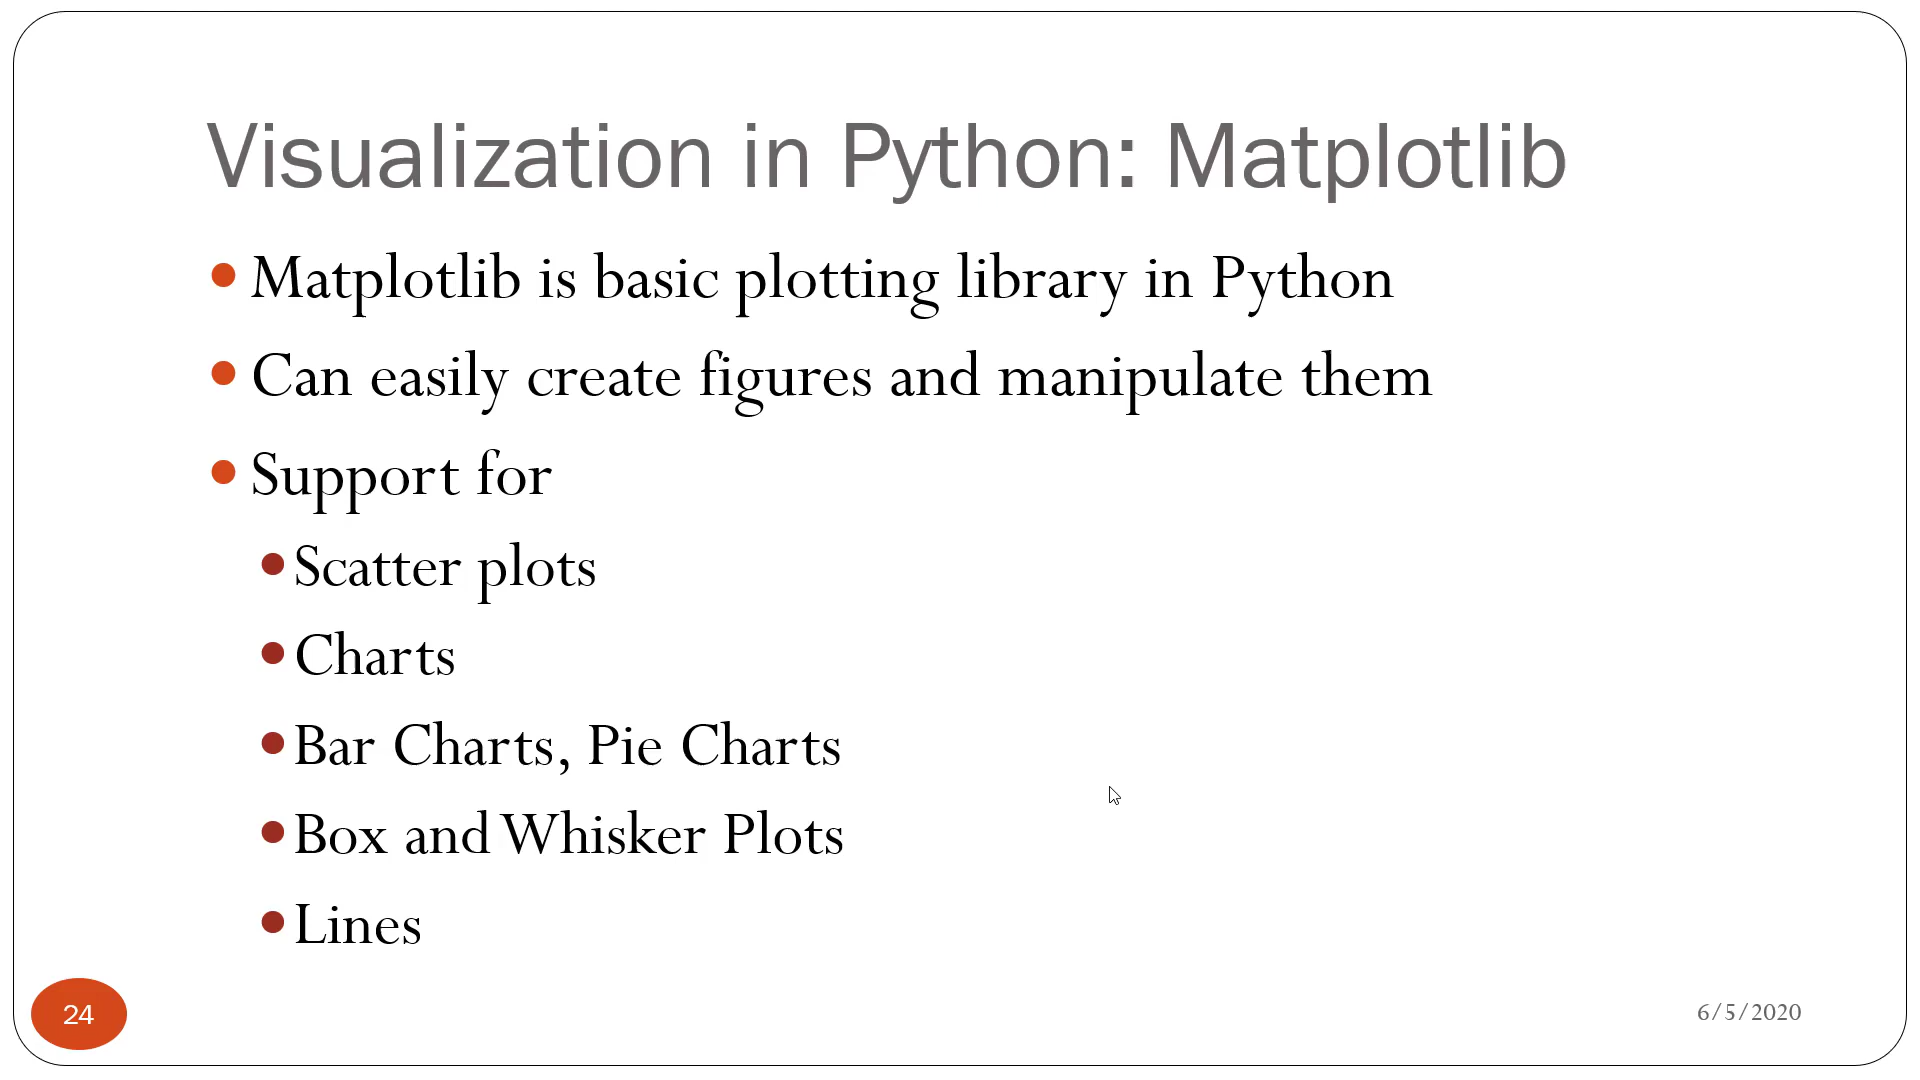 Visualization in Python: Matplotlib
Matplotlib is basic plotting library in Python
Can easily create figures and manipulate them
Support for
Scatter plots
Charts
Bar Charts, Pie Charts
Box and Whisker Plots
Lines
24
6/5/2020